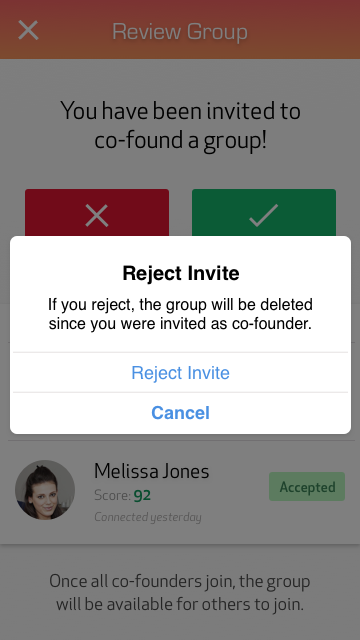 Review Group
You have been invited to
co-found a group!
Reject Invite
If you reject, the group will be deleted
since you were invited as co-founder.
Reject Invite
Cancel
Melissa Jones
Score: 92
Connected yesterday
Accepted
Once all co-founders join, the group
will be available for others to join.